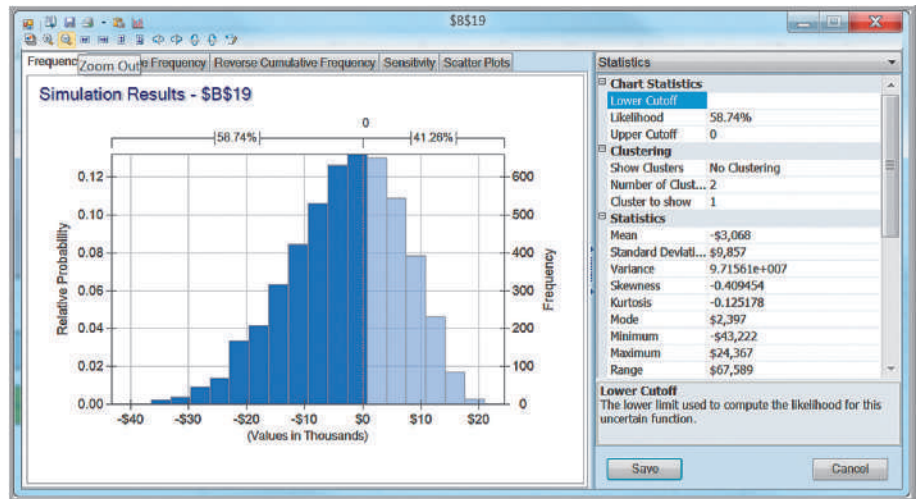 $B$19
Frequenc Zoom Out e Frequency Reverse Cumulative Frequency Sensitivity Scatter Plots
Simulation Results - $B$19
0
58.74% 41.26%
0.12 600
0.10 500
0.08 400
0.06 300
0.04 200
0.02 100
0.00 0
Relative Probability
Frequency
-$40 -$30 -$20 -$10 $0 $10 $20
(Values in Thousands)
Statistics
Chart Statistics
Lower Cutoff
Likelihood 58.74%
Upper Cutoff 0
Clustering
Show Clusters No Clustering
Number of Clust... 2
Cluster to show 1
Statistics
Mean -$3,068
Standard Deviati... $9,857
Variance 9.71561e+007
Skewness -0.409454
Kurtosis -0.125178
Mode $2,397
Minimum -$43,222
Maximum $24,367
Range $67,589
Lower Cutoff
The lower limit used to compute the likelihood for this
uncertain function.
Save Cancel